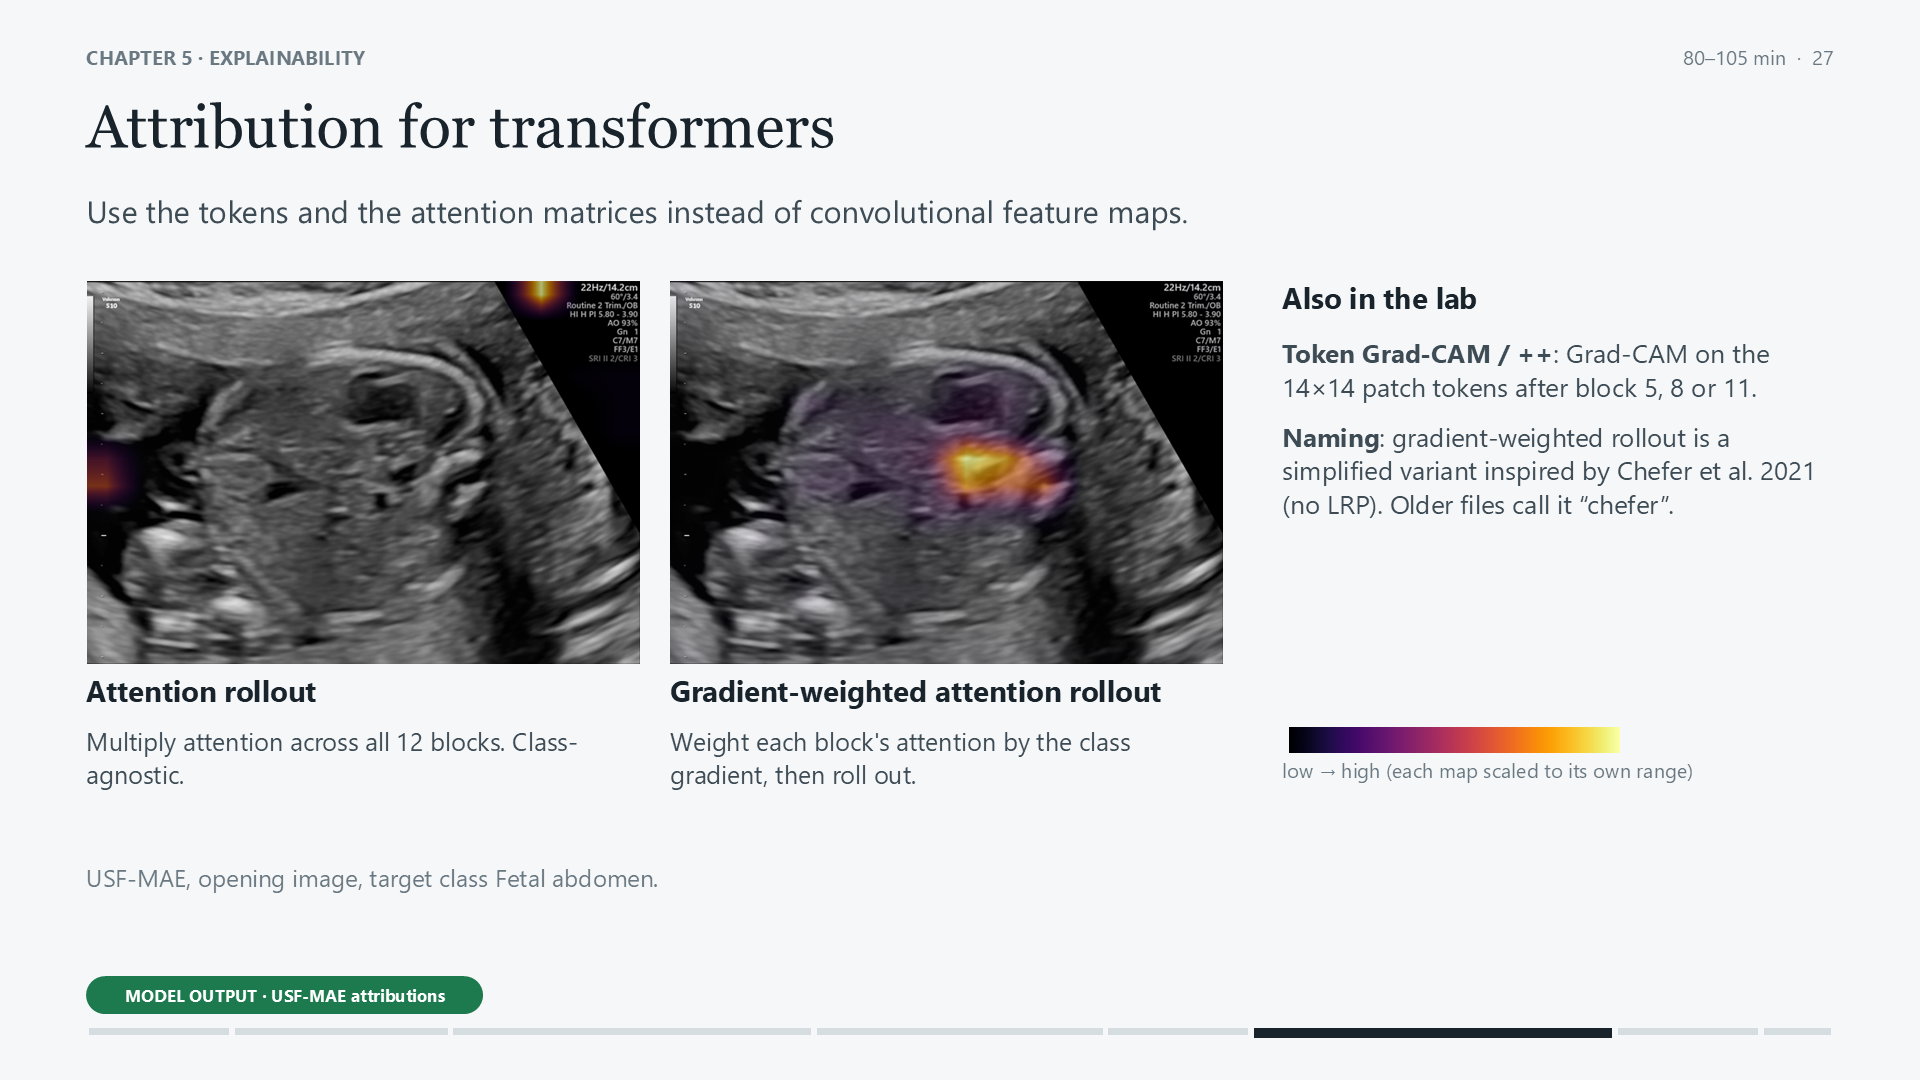 CHAPTER 5 · EXPLAINABILITY
80–105 min · 27
Attribution for transformers
Use the tokens and the attention matrices instead of convolutional feature maps.
Voluson
S10
22Hz/14.2cm
60°/3.4
Routine 2 Trim./OB
HI H PI 5.80 - 3.90
AO 93%
Gn 1
C7/M7
FF3/E1
SRI II 2/CRI 3
Attention rollout
Multiply attention across all 12 blocks. Class-
agnostic.
Voluson
S10
22Hz/14.2cm
60°/3.4
Routine 2 Trim./OB
HI H PI 5.80 - 3.90
AO 93%
Gn 1
C7/M7
FF3/E1
SRI II 2/CRI 3
Gradient-weighted attention rollout
Weight each block's attention by the class
gradient, then roll out.
Also in the lab
Token Grad-CAM / ++: Grad-CAM on the
14×14 patch tokens after block 5, 8 or 11.
Naming: gradient-weighted rollout is a
simplified variant inspired by Chefer et al. 2021
(no LRP). Older files call it “chefer”.
low → high (each map scaled to its own range)
USF-MAE, opening image, target class Fetal abdomen.
MODEL OUTPUT · USF-MAE attributions